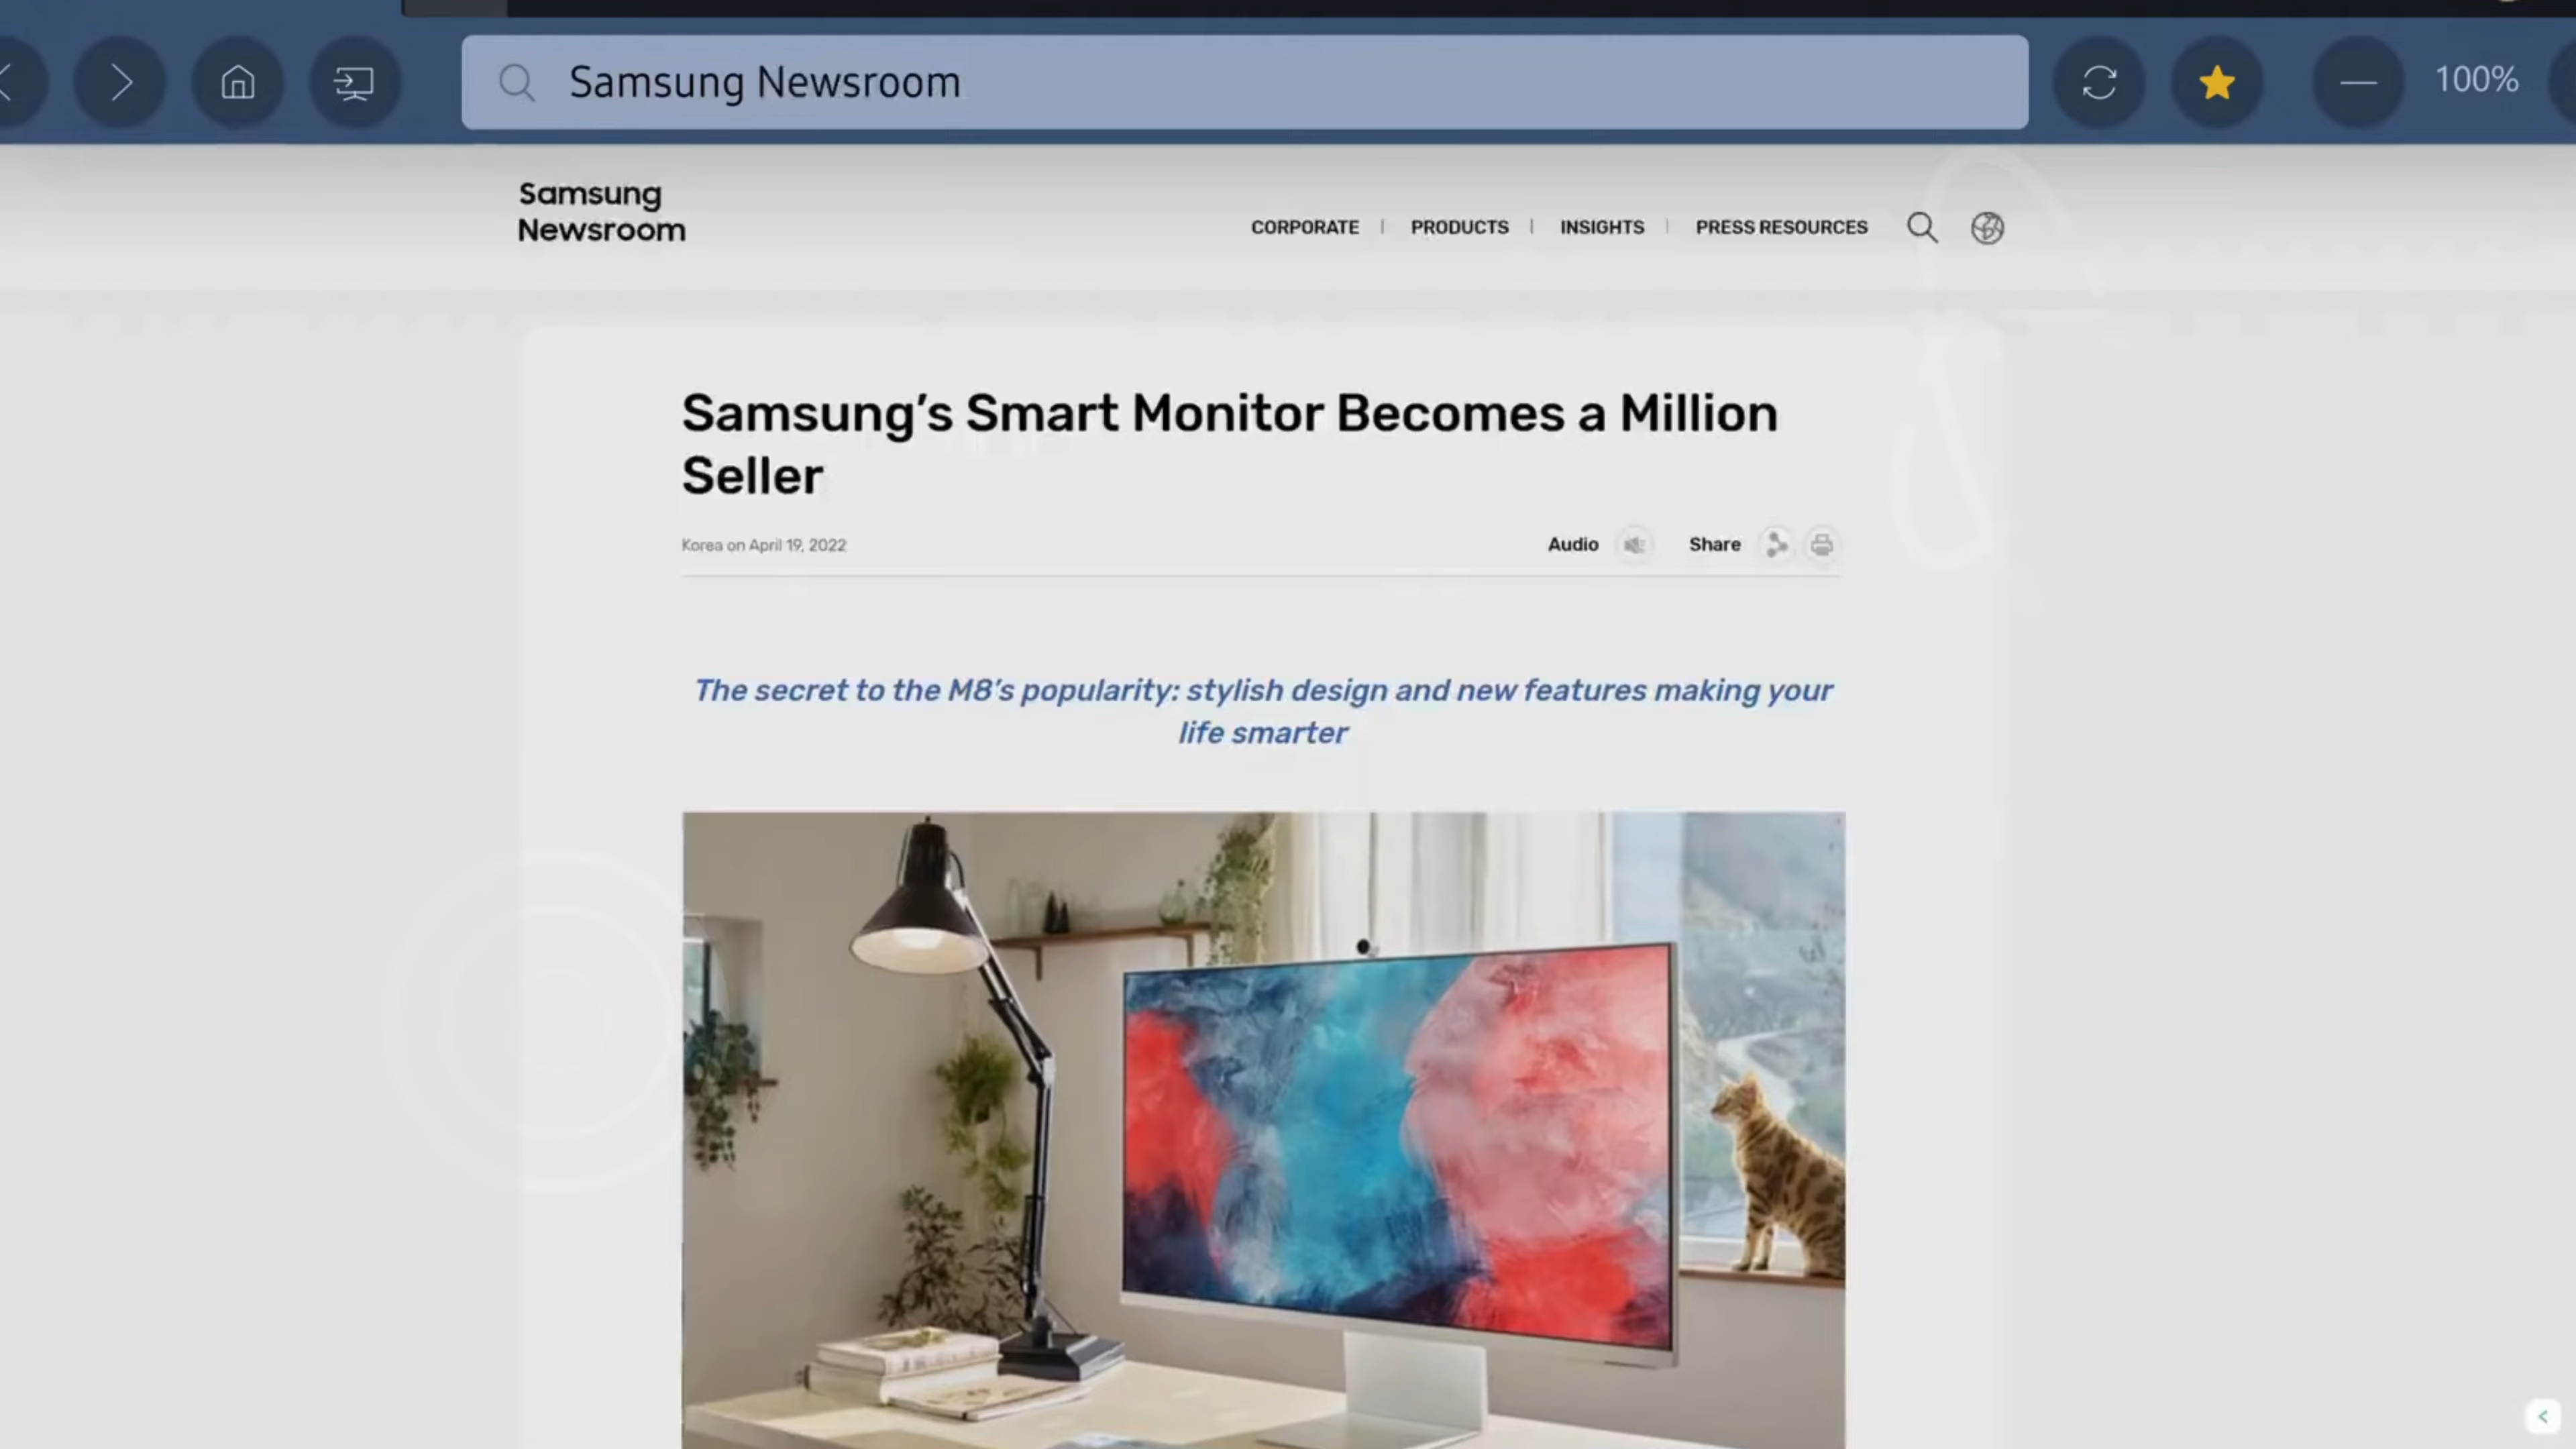 Samsung Newsroom
100%
Samsung
Newsroom
CORPORATE | PRODUCTS | INSIGHTS | PRESS RESOURCES
Samsung’s Smart Monitor Becomes a Million
Seller
Korea on April 19, 2022
Audio
Share
The secret to the M8’s popularity: stylish design and new features making your
life smarter